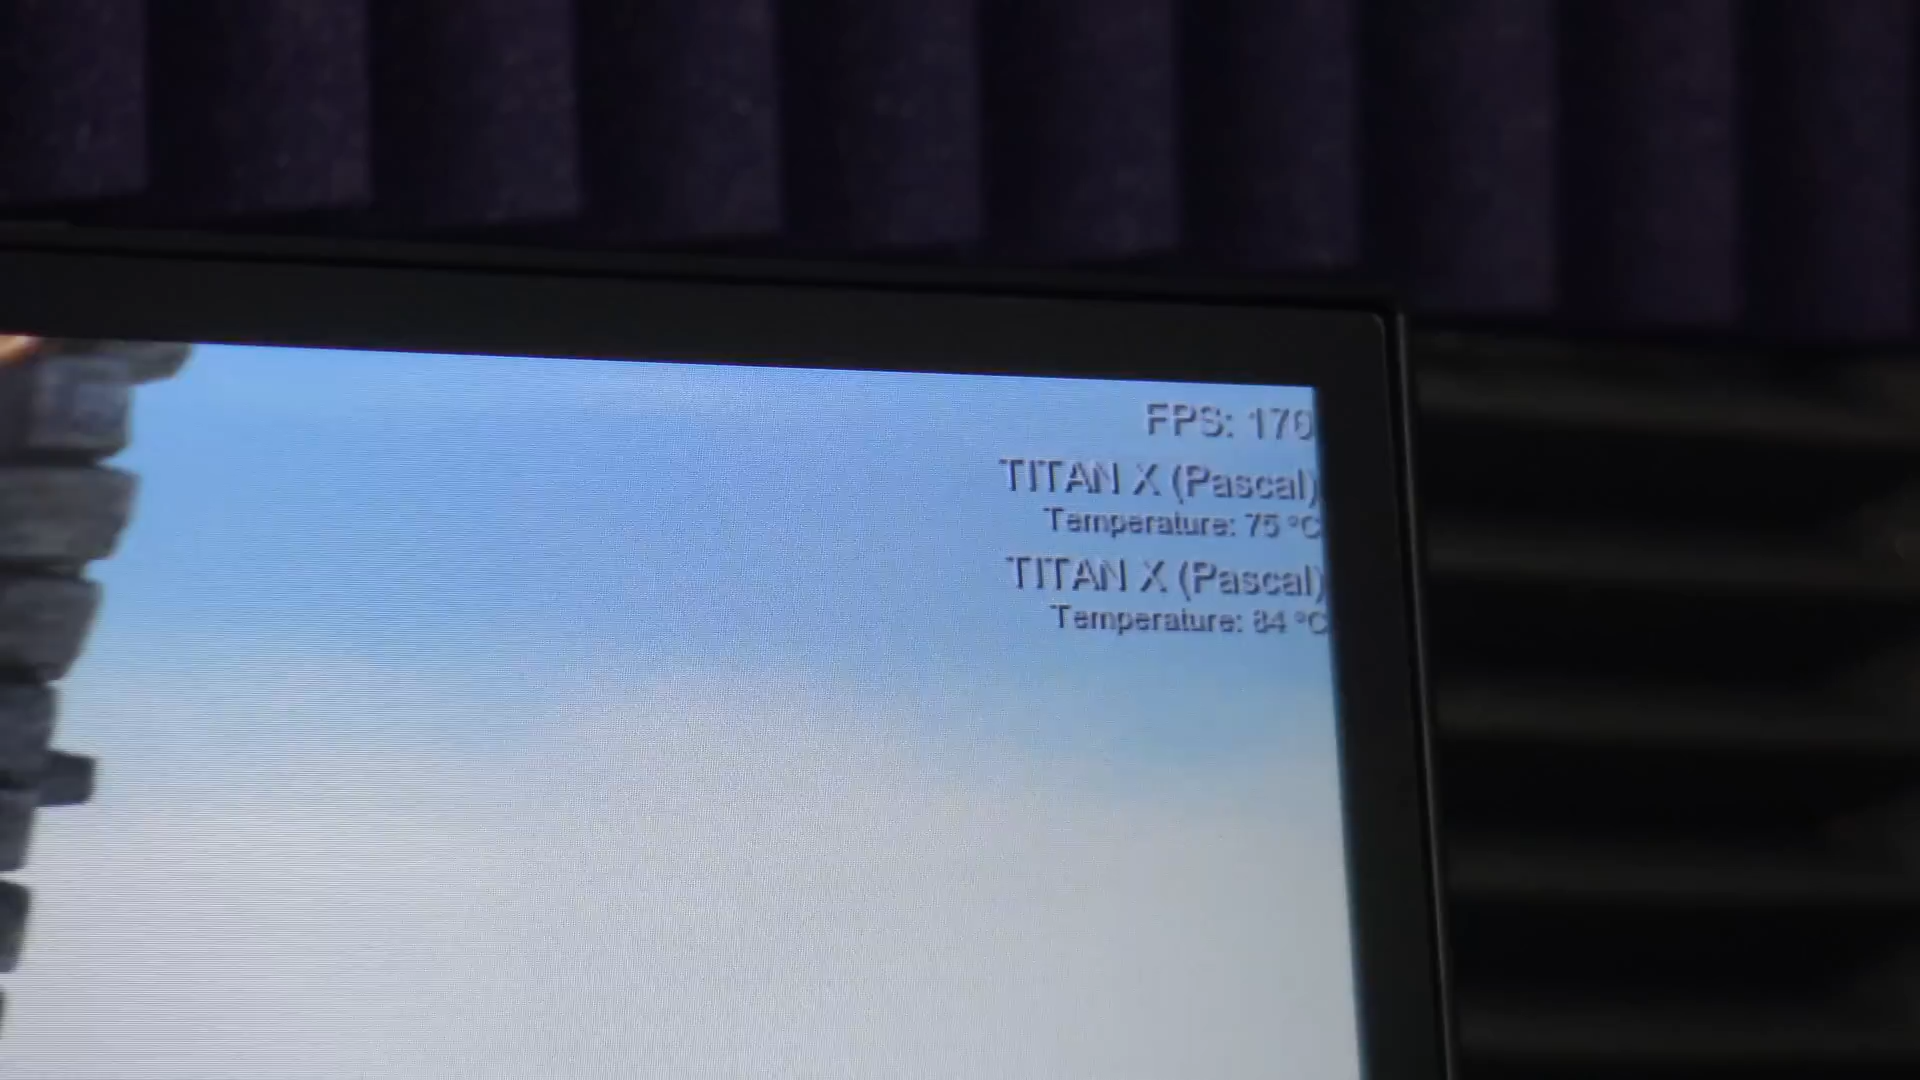 FPS: 170
TITAN X (Pascal)
Temperature: 75 °C
TITAN X (Pascal)
Temperature: 84 °C